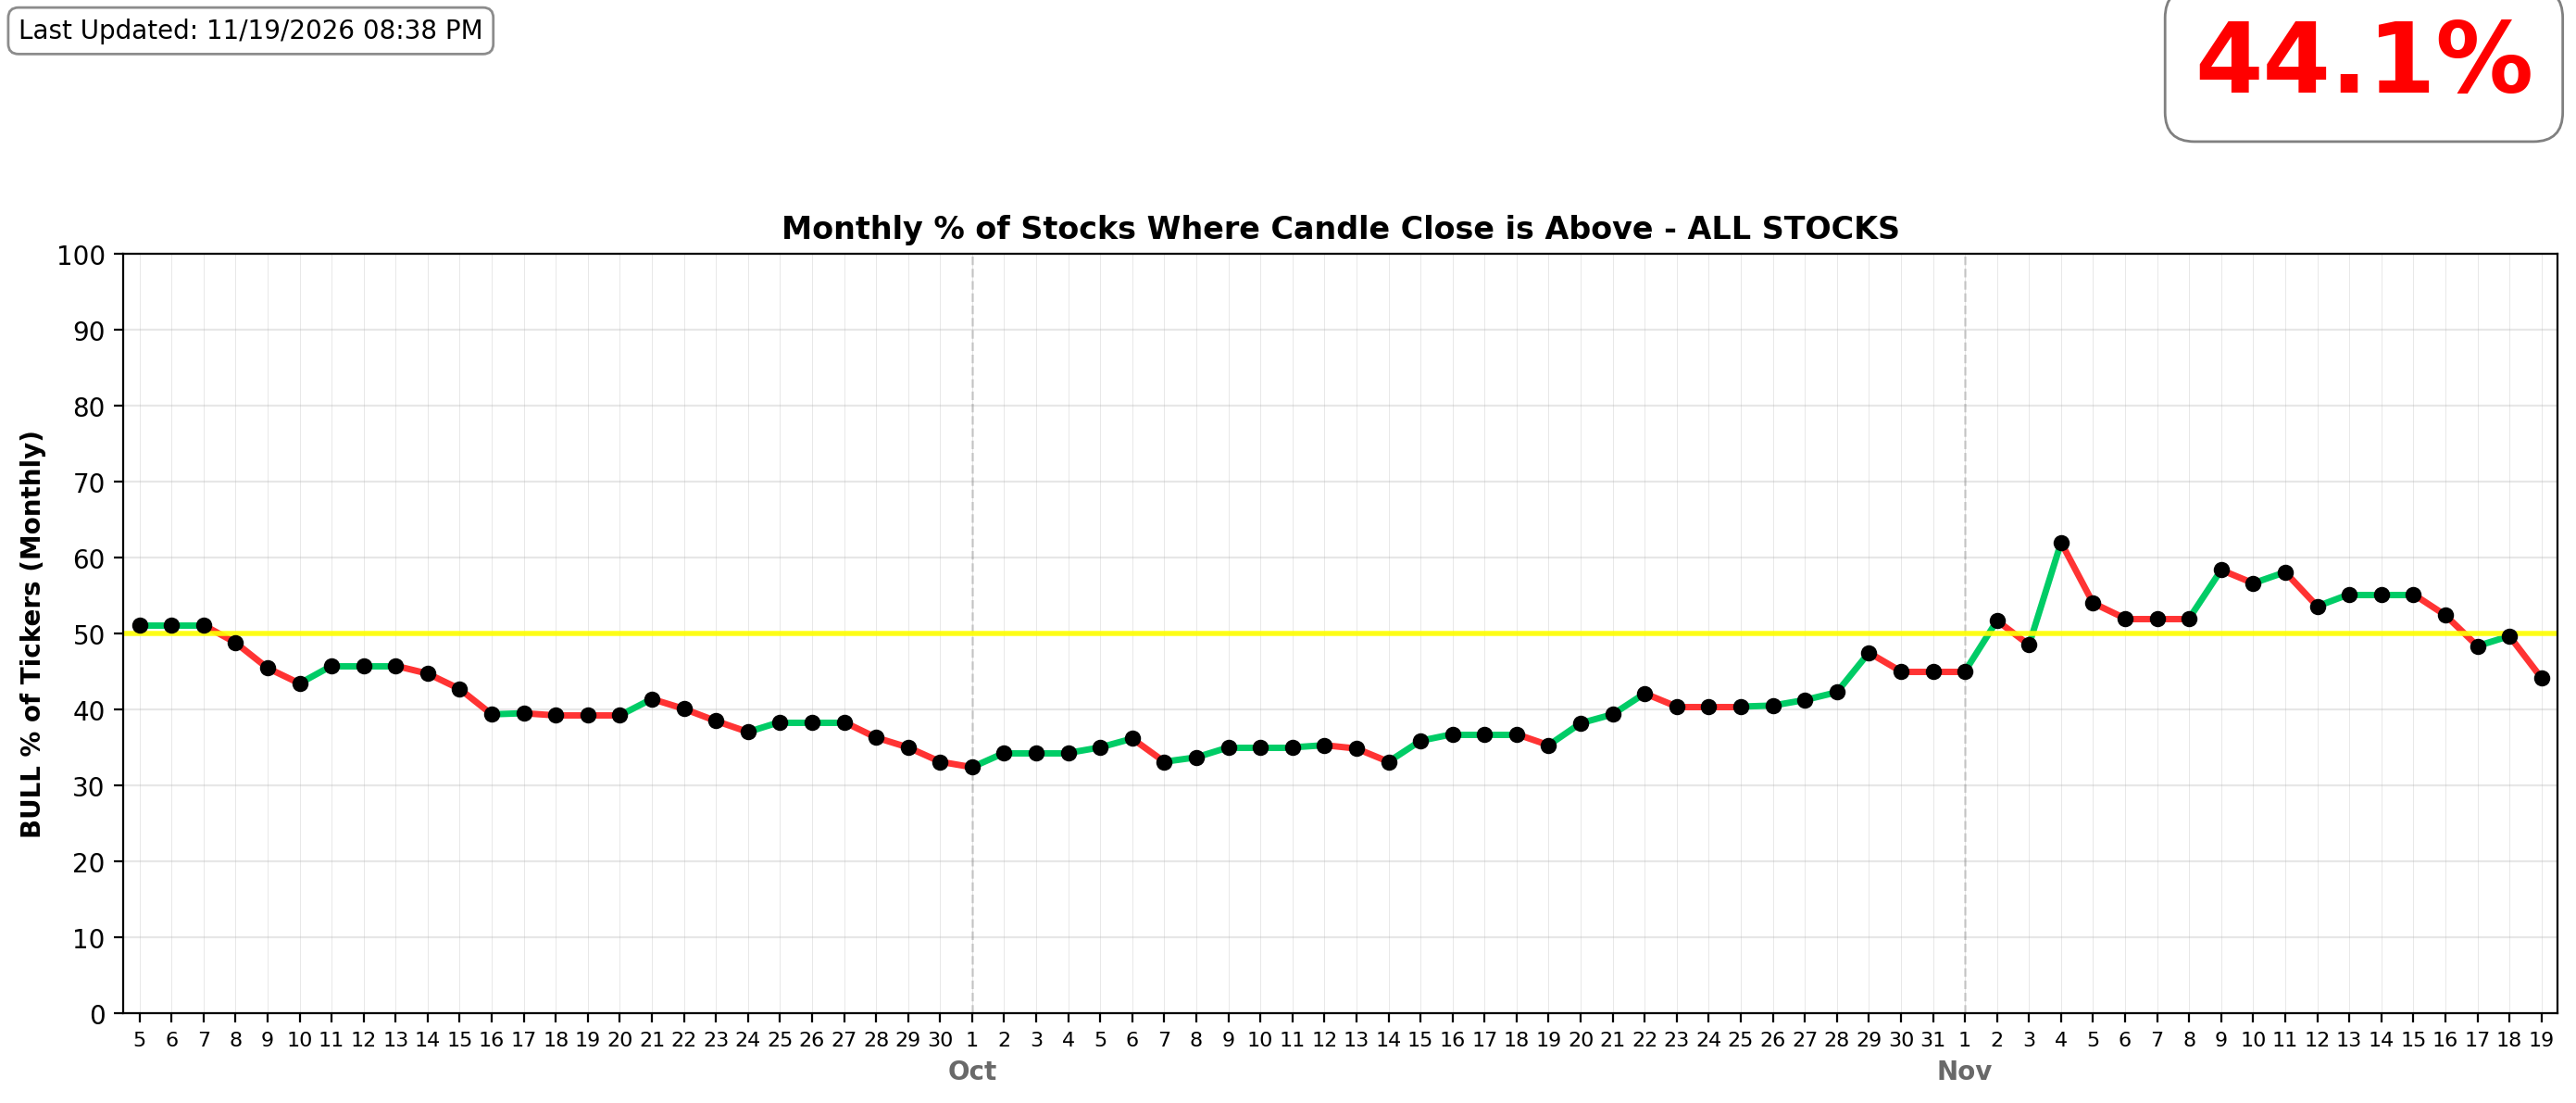 Last Updated: 11/19/2026 08:38 PM
44.1%
Monthly % of Stocks Where Candle Close is Above - ALL STOCKS
BULL % of Tickers (Monthly)
100
90
80
70
60
50
40
30
20
10
0
5 6 7 8 9 10 11 12 13 14 15 16 17 18 19 20 21 22 23 24 25 26 27 28 29 30 1 2 3 4 5 6 7 8 9 10 11 12 13 14 15 16 17 18 19 20 21 22 23 24 25 26 27 28 29 30 31 1 2 3 4 5 6 7 8 9 10 11 12 13 14 15 16 17 18 19
Oct Nov